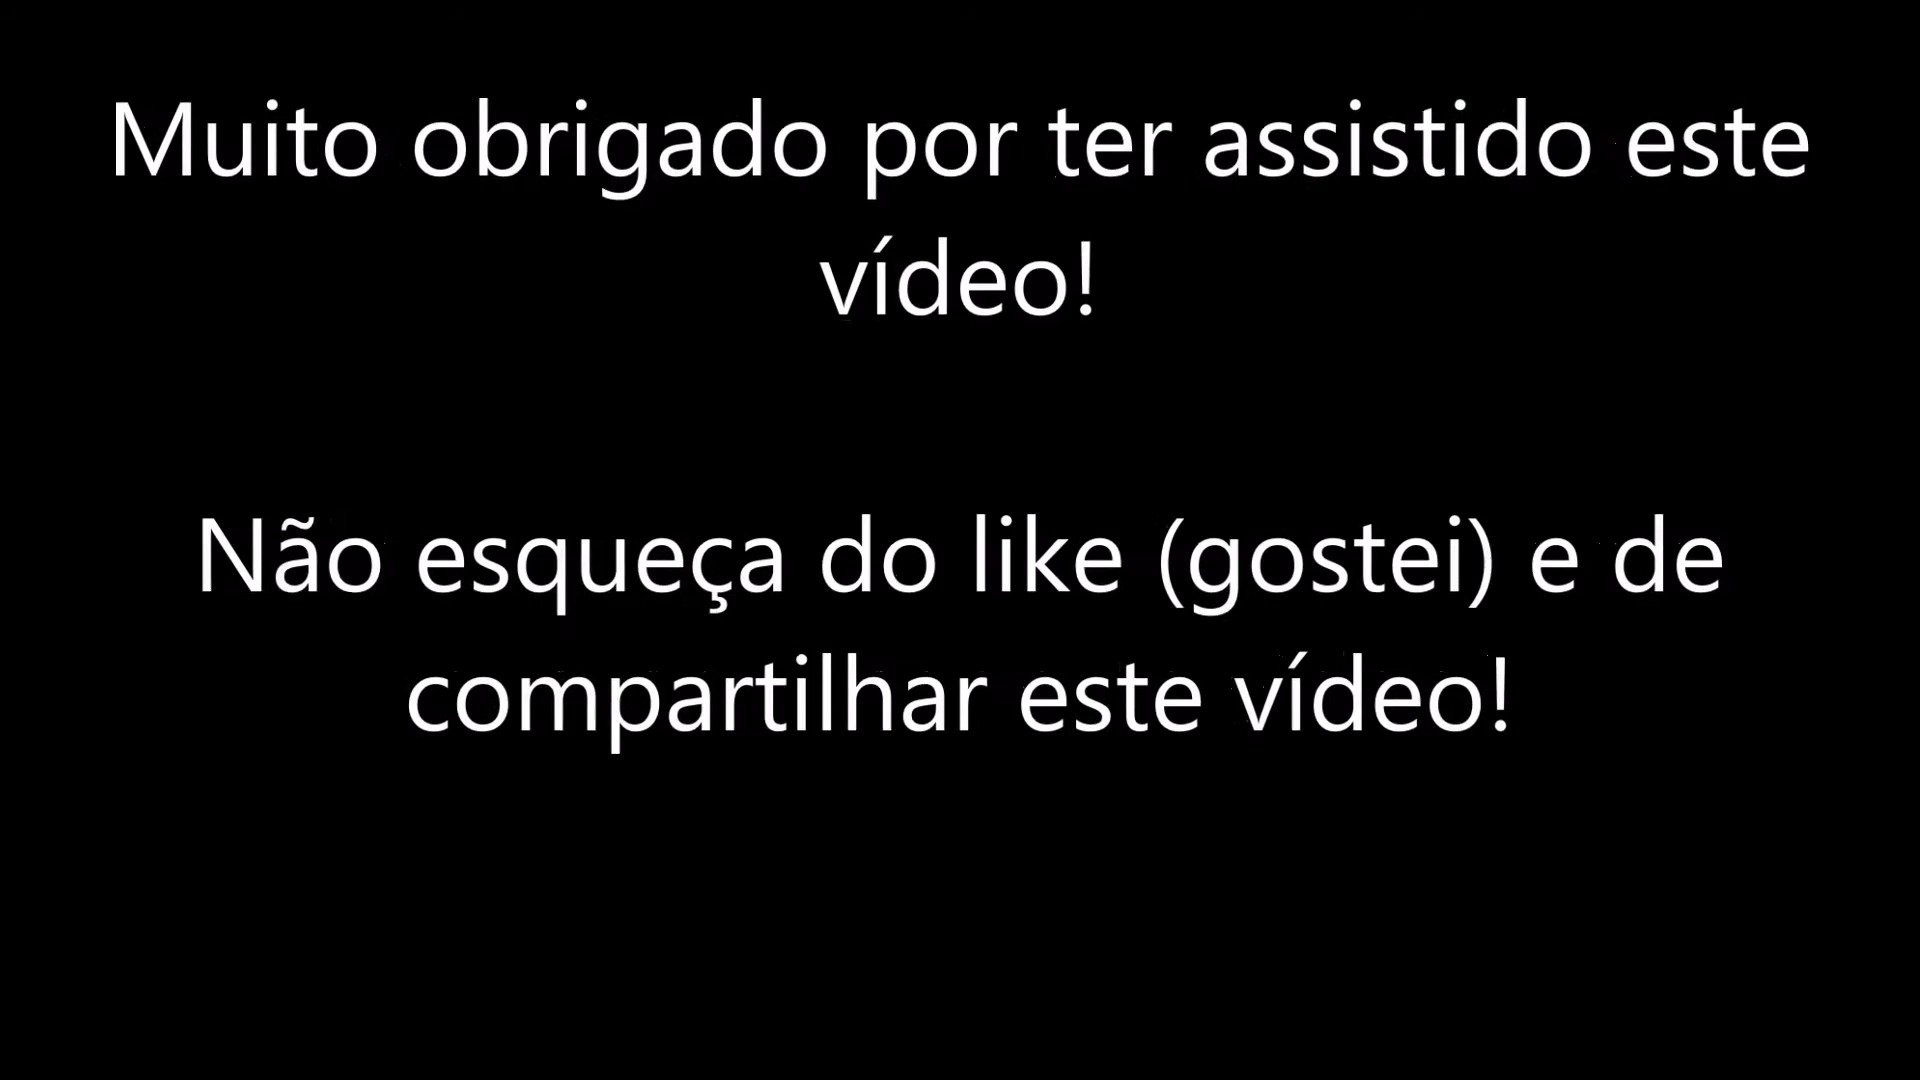 Muito obrigado por ter assistido este
vídeo!
Não esqueça do like (gostei) e de
compartilhar este vídeo!